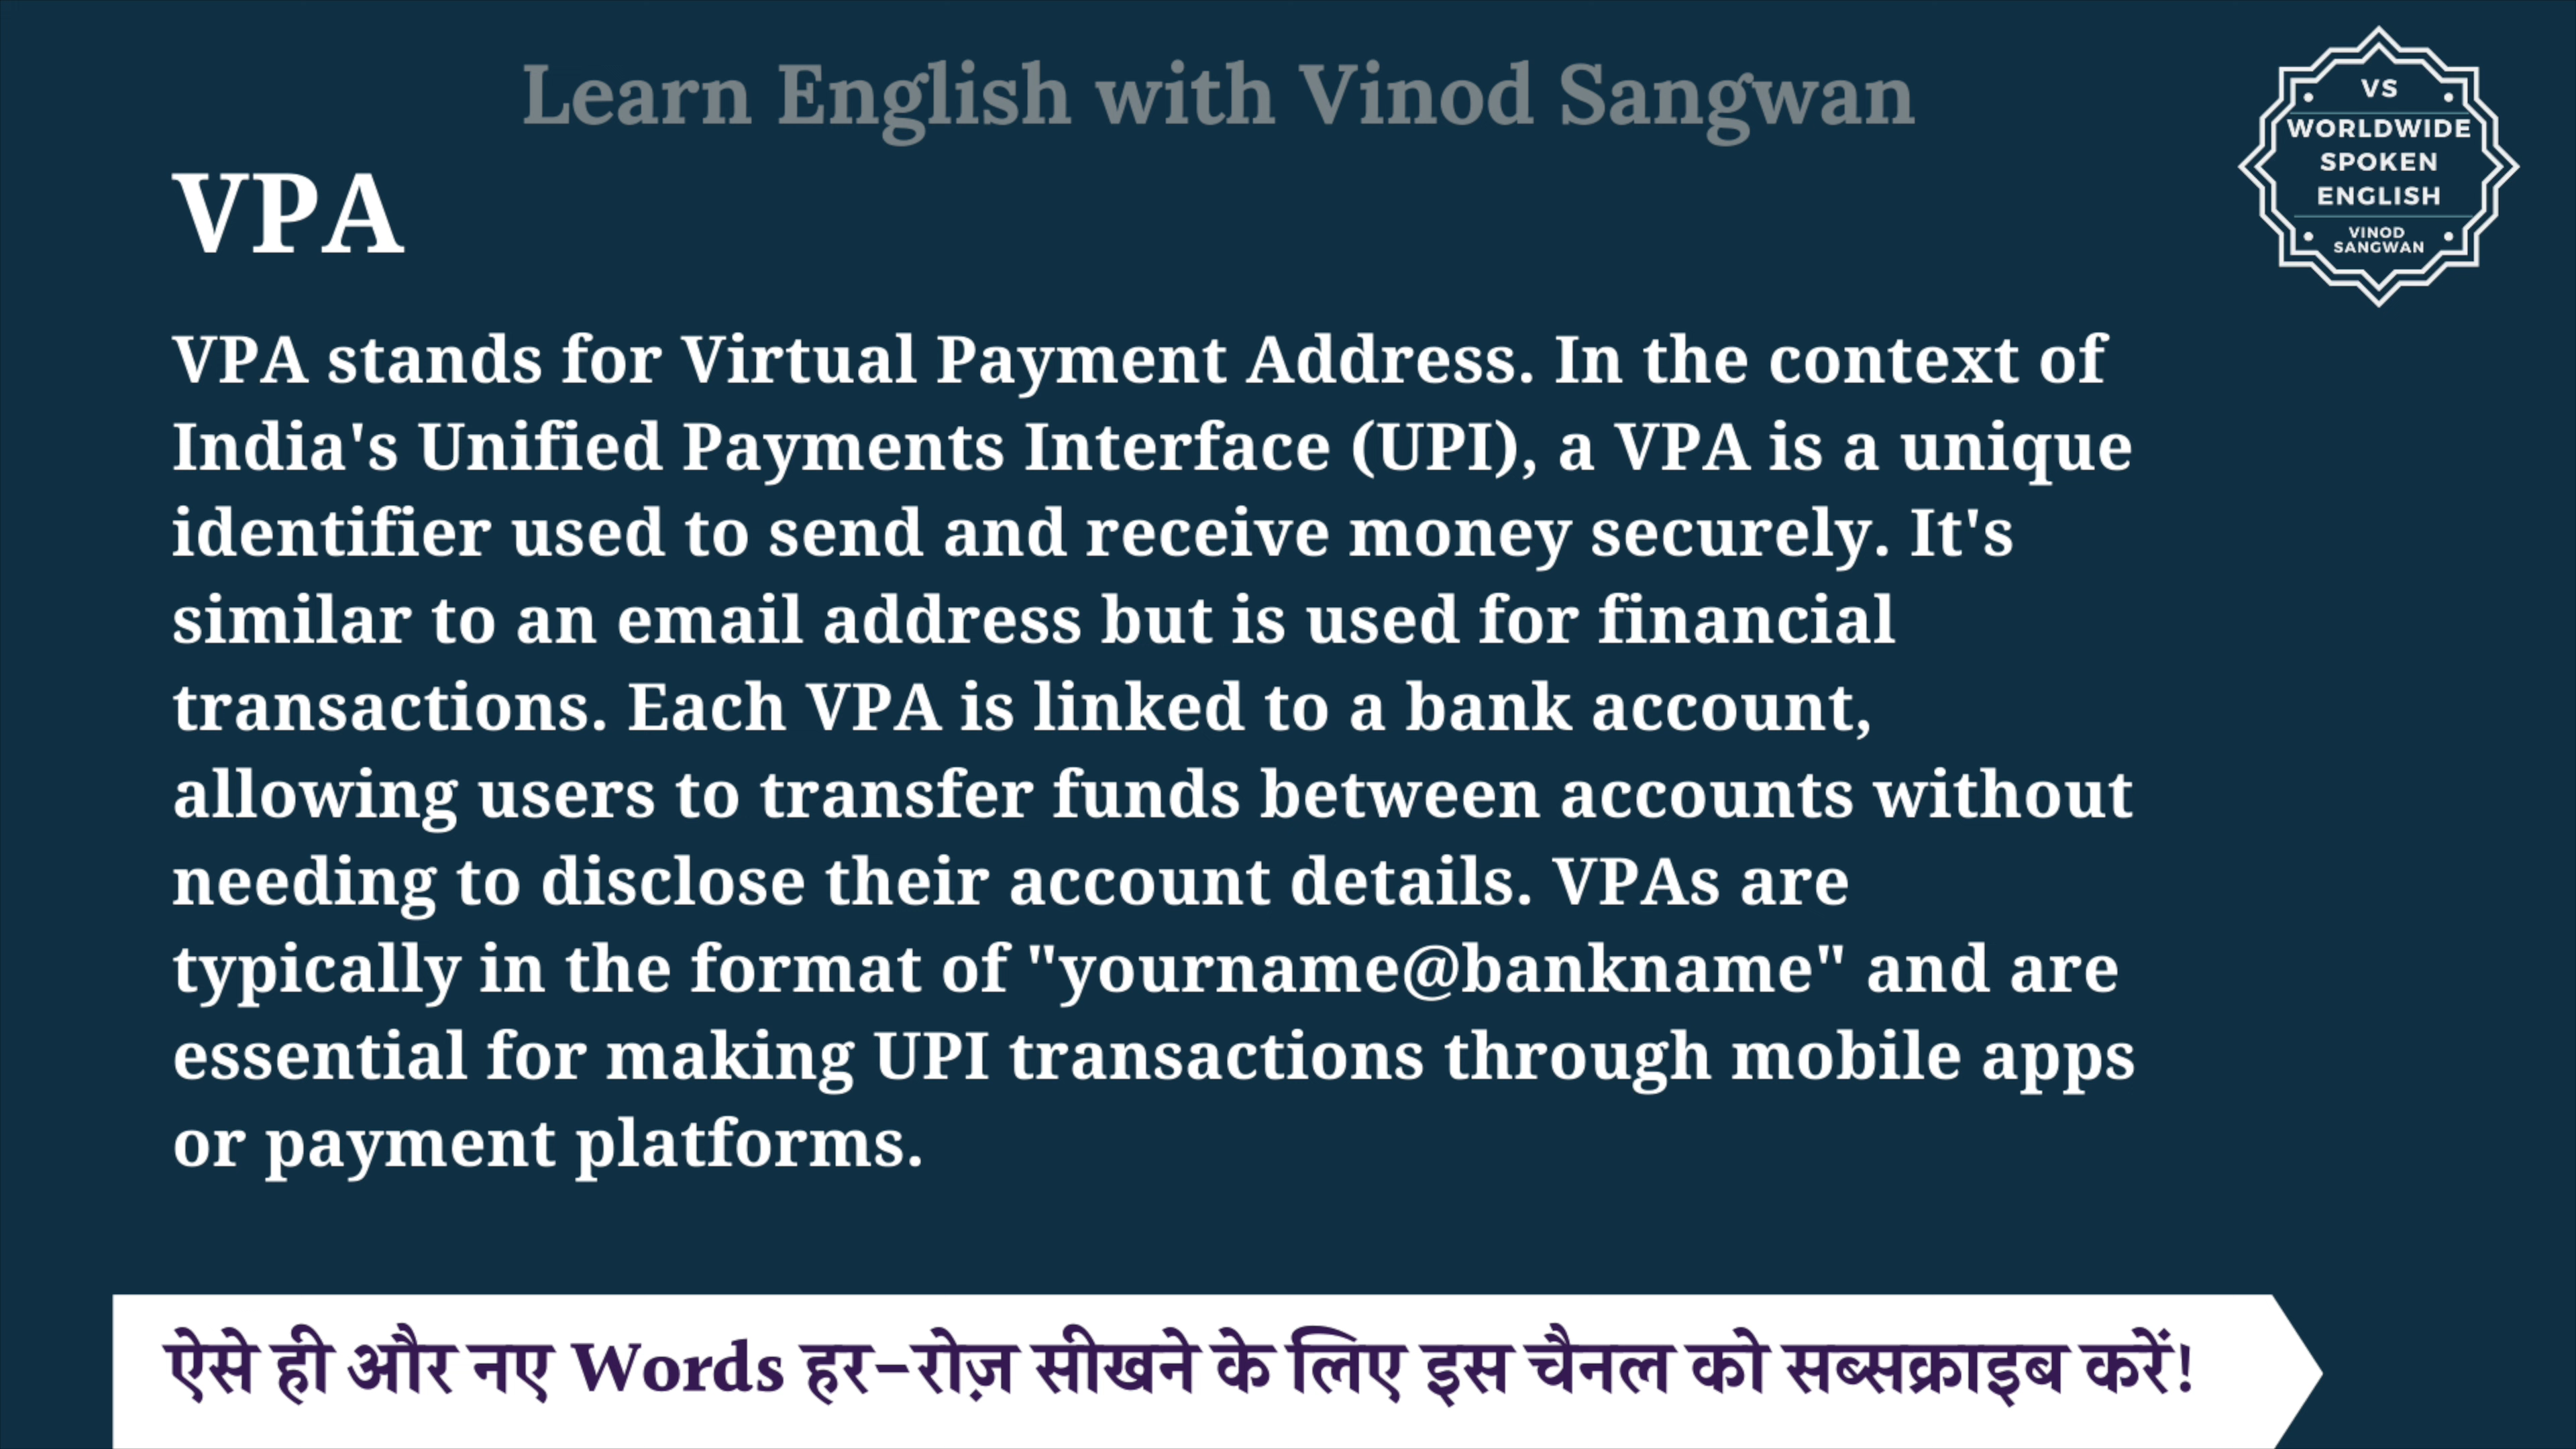 Learn English with Vinod Sangwan
VS
WORLDWIDE
SPOKEN
ENGLISH
VINOD
SANGWAN
VPA
VPA stands for Virtual Payment Address. In the context of
India's Unified Payments Interface (UPI), a VPA is a unique
identifier used to send and receive money securely. It's
similar to an email address but is used for financial
transactions. Each VPA is linked to a bank account,
allowing users to transfer funds between accounts without
needing to disclose their account details. VPAs are
typically in the format of "yourname@bankname" and are
essential for making UPI transactions through mobile apps
or payment platforms.
ऐसे ही और नए Words हर-रोज़ सीखने के लिए इस चैनल को सब्सक्राइब करें!